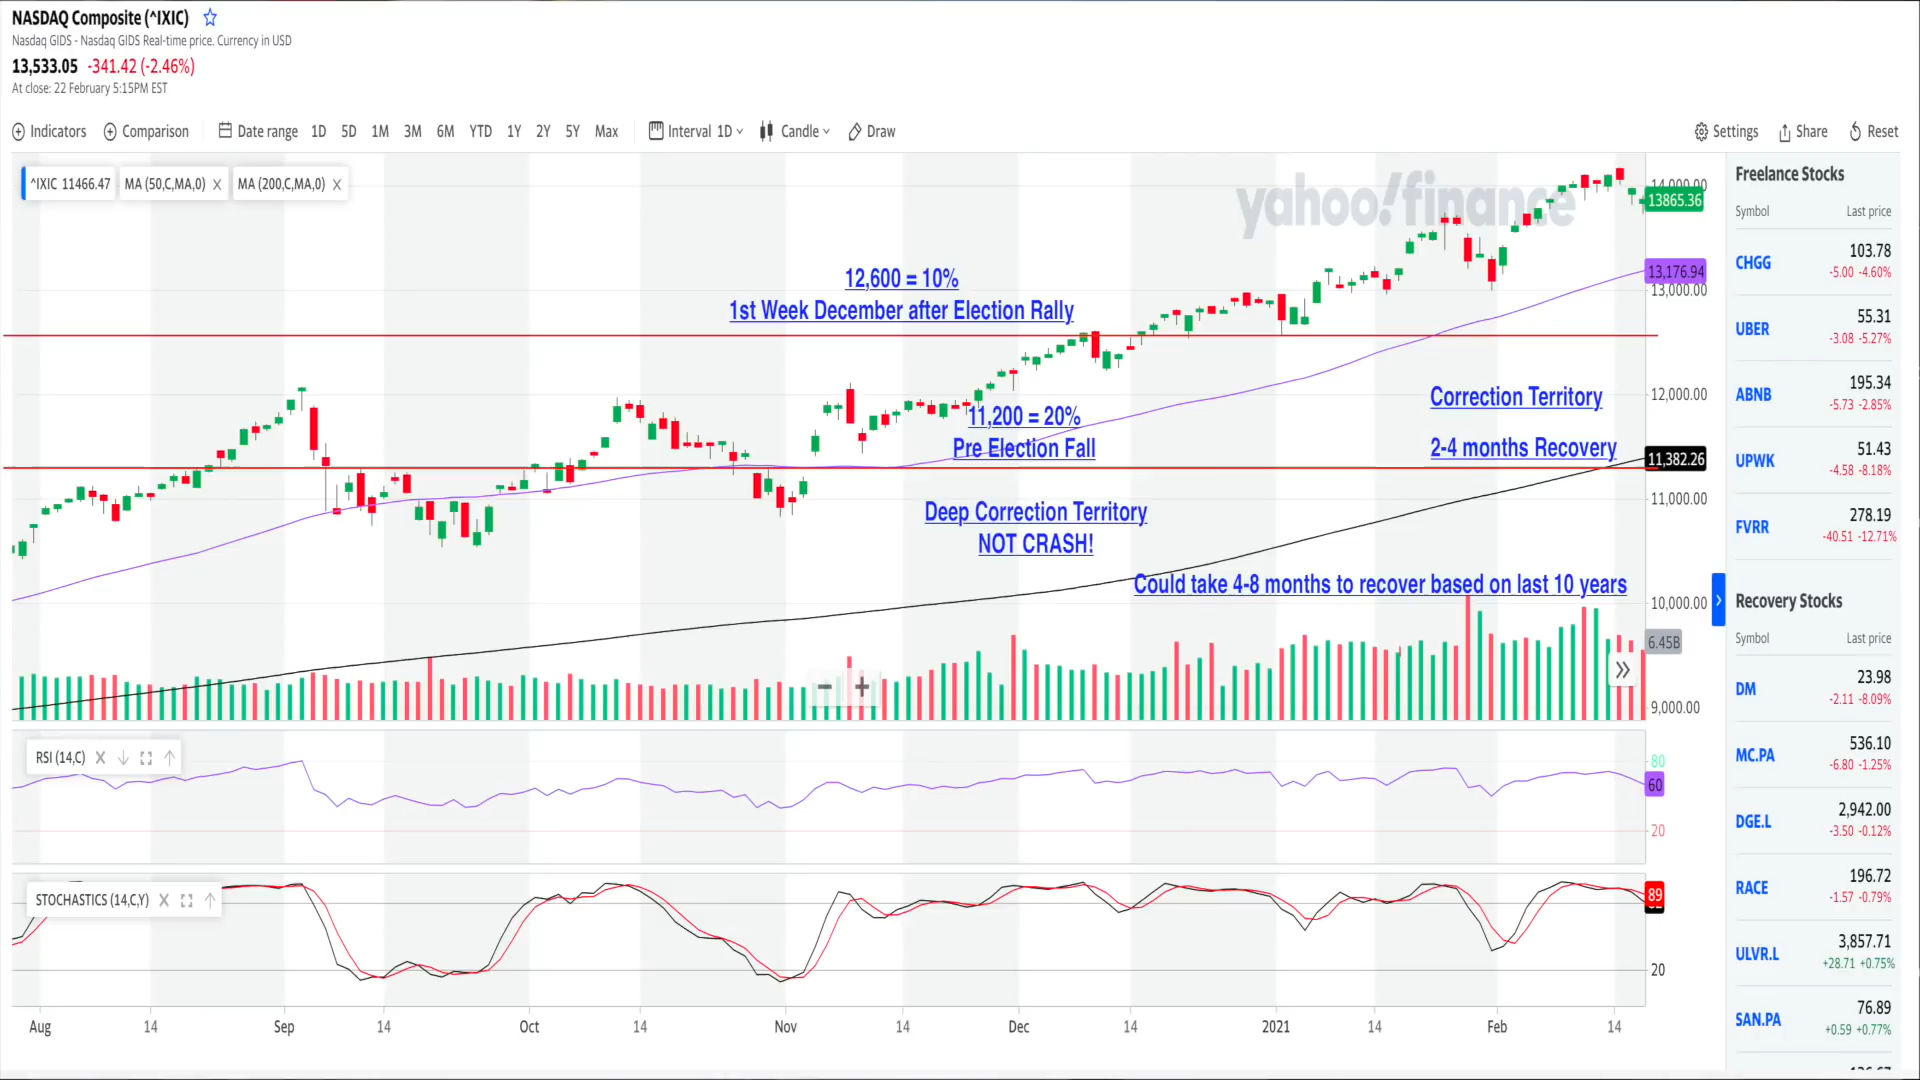 NASDAQ Composite (^IXIC)
Nasdaq GIDS - Nasdaq GIDS Real-time price. Currency in USD
13,533.05 -341.42 (-2.46%)
At close: 22 February 5:15PM EST
Indicators Comparison Date range 1D 5D 1M 3M 6M YTD 1Y 2Y 5Y Max Interval 1D Candle Draw Settings Share Reset
^IXIC 11466.47 MA (50,C,MA,0) X MA (200,C,MA,0) X
yahoo!finance
14,000.00
13865.36
13,176.94
13,000.00
12,600 = 10%
1st Week December after Election Rally
12,000.00
Correction Territory
11,200 = 20%
Pre Election Fall
2-4 months Recovery
11,382.26
11,000.00
Deep Correction Territory
NOT CRASH!
Could take 4-8 months to recover based on last 10 years
10,000.00
6.45B
9,000.00
RSI (14,C) X
80
60
20
STOCHASTICS (14,C,Y) X
89
20
Aug 14 Sep 14 Oct 14 Nov 14 Dec 14 2021 14 Feb 14
Freelance Stocks
Symbol Last price
CHGG 103.78
-5.00 -4.60%
UBER 55.31
-3.08 -5.27%
ABNB 195.34
-5.73 -2.85%
UPWK 51.43
-4.58 -8.18%
FVRR 278.19
-40.51 -12.71%
Recovery Stocks
Symbol Last price
DM 23.98
-2.11 -8.09%
MC.PA 536.10
-6.80 -1.25%
DGE.L 2,942.00
-3.50 -0.12%
RACE 196.72
-1.57 -0.79%
ULVR.L 3,857.71
+28.71 +0.75%
SAN.PA 76.89
+0.59 +0.77%